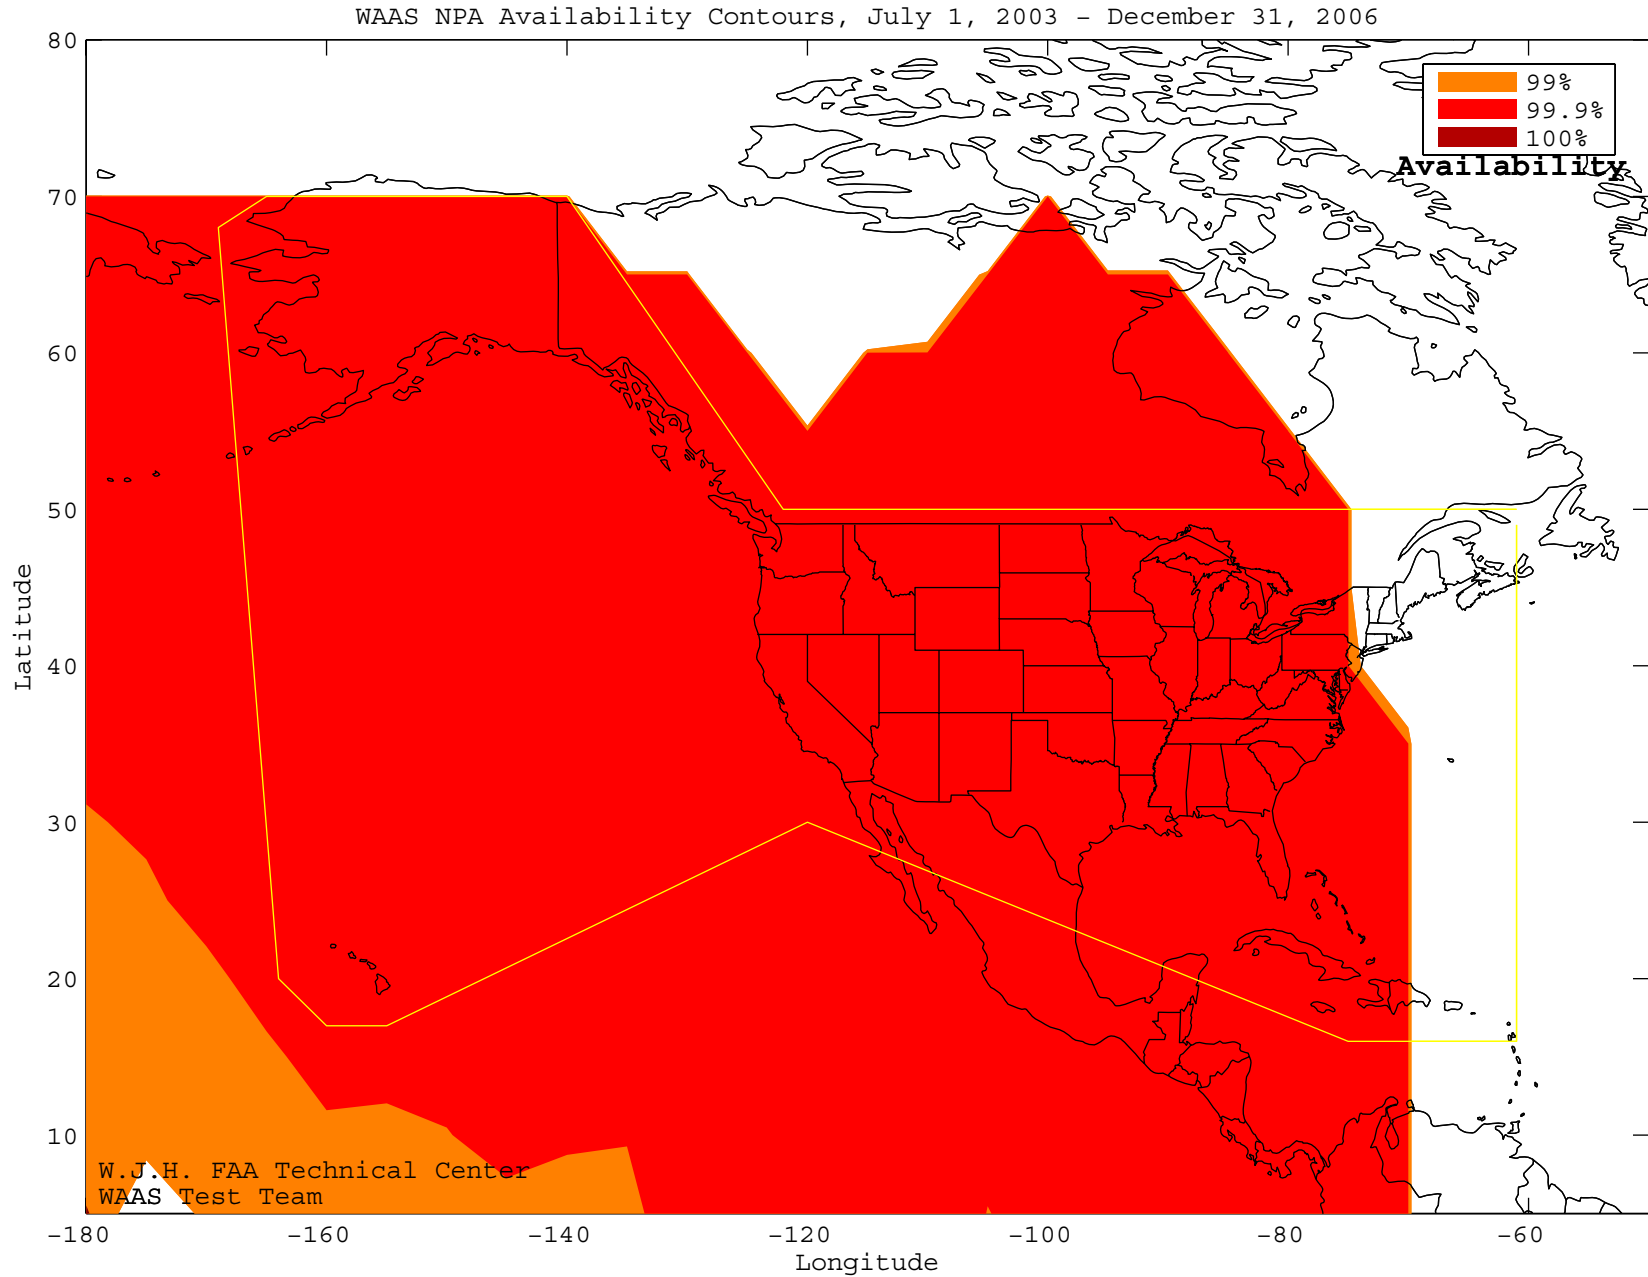 WAAS NPA Availability Contours, July 1, 2003 - December 31, 2006
80
70
60
50
40
30
20
10
Latitude
99%
99.9%
100%
Availability
W.J.H. FAA Technical Center
WAAS Test Team
-180 -160 -140 -120 -100 -80 -60
Longitude